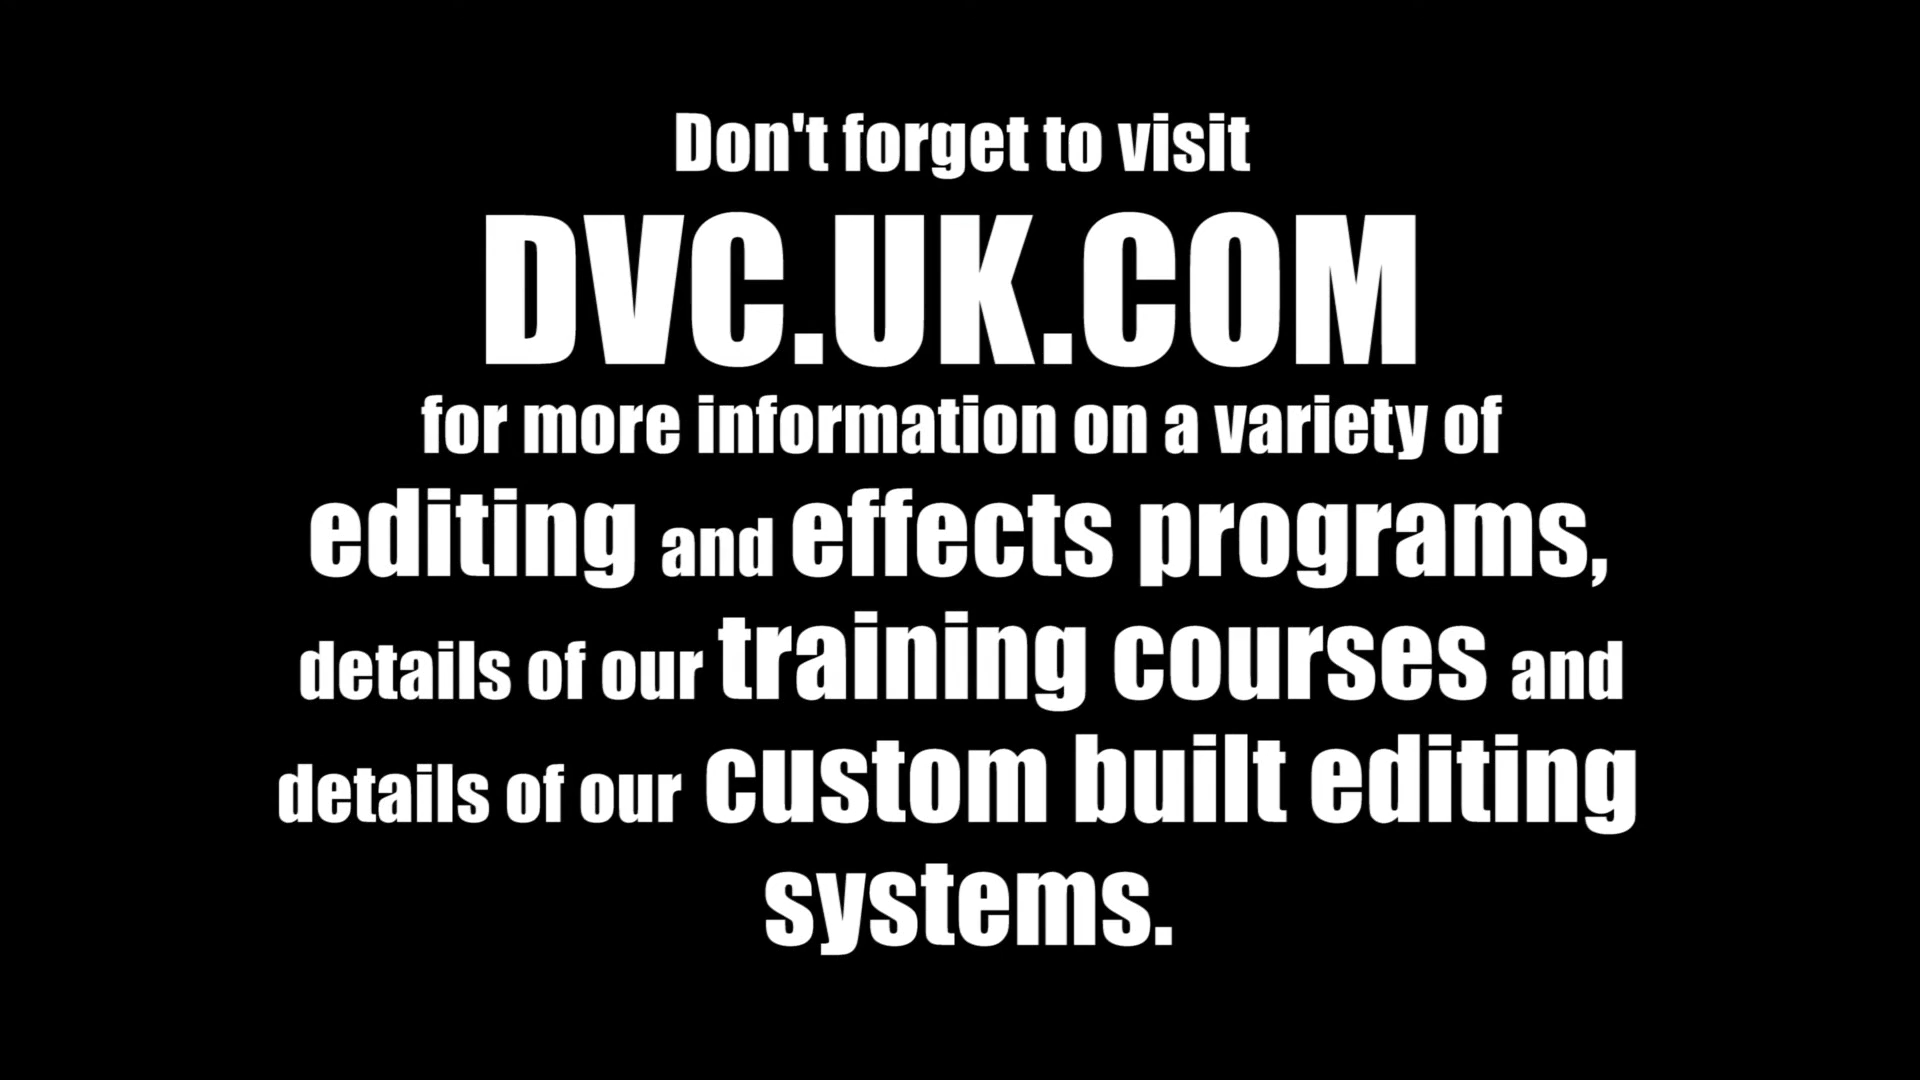 Don't forget to visit
DVC.UK.COM
for more information on a variety of
editing and effects programs,
details of our training courses and
details of our custom built editing
systems.